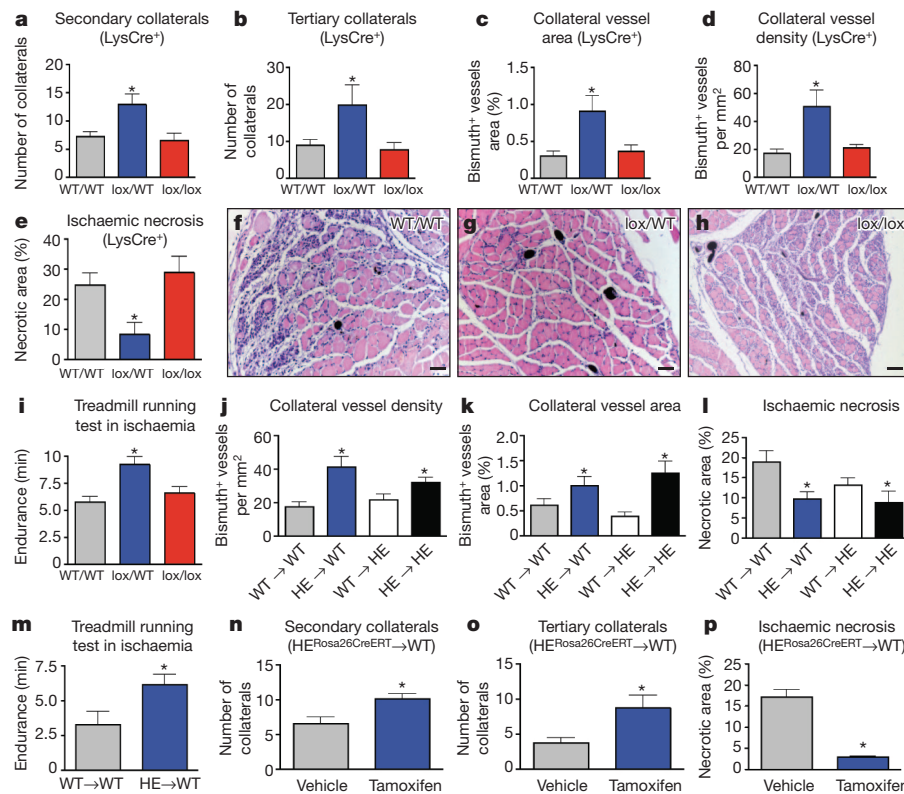 a Secondary collaterals (LysCre⁺)
Number of collaterals
20
15
10
5
0
*
WT/WT lox/WT lox/lox
b Tertiary collaterals (LysCre⁺)
Number of
collaterals
30
20
10
0
*
WT/WT lox/WT lox/lox
c Collateral vessel
area (LysCre⁺)
Bismuth⁺ vessels
area (%)
1.5
1.0
0.5
0
*
WT/WT lox/WT lox/lox
d Collateral vessel
density (LysCre⁺)
Bismuth⁺ vessels
per mm²
80
60
40
20
0
*
WT/WT lox/WT lox/lox
e Ischaemic necrosis
(LysCre⁺)
Necrotic area (%)
40
30
20
10
0
*
WT/WT lox/WT lox/lox
f WT/WT
g lox/WT
h lox/lox
i Treadmill running
test in ischaemia
Endurance (min)
10.0
7.5
5.0
2.5
0
*
WT/WT lox/WT lox/lox
j Collateral vessel density
Bismuth⁺ vessels
per mm²
60
40
20
0
* *
WT → WT
HE → WT
WT → HE
HE → HE
k Collateral vessel area
Bismuth⁺ vessels
area (%)
2.0
1.5
1.0
0.5
0
* *
WT → WT
HE → WT
WT → HE
HE → HE
l Ischaemic necrosis
Necrotic area (%)
25
20
15
10
5
0
* *
WT → WT
HE → WT
WT → HE
HE → HE
m Treadmill running
test in ischaemia
Endurance (min)
7.5
5.0
2.5
0
*
WT→WT HE→WT
n Secondary collaterals
(HE^Rosa26CreERT→WT)
Number of
collaterals
15
10
5
0
*
Vehicle Tamoxifen
o Tertiary collaterals
(HE^Rosa26CreERT→WT)
Number of
collaterals
15
10
5
0
*
Vehicle Tamoxifen
p Ischaemic necrosis
(HE^Rosa26CreERT→WT)
Necrotic area (%)
20
15
10
5
0
*
Vehicle Tamoxifen